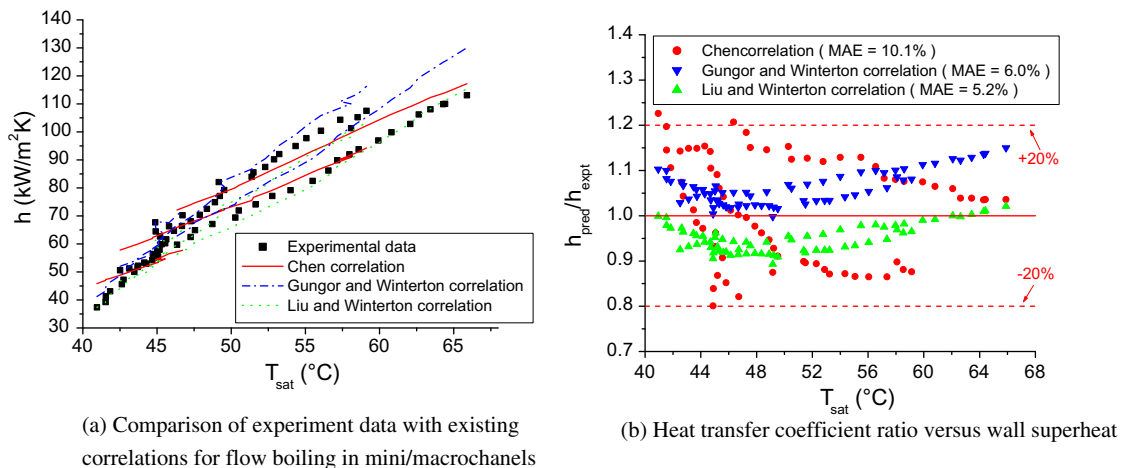 140
130
120
110
100
90
80
70
60
50
40
30
h (kW/m²K)
Experimental data
Chen correlation
Gungor and Winterton correlation
Liu and Winterton correlation
40 45 50 55 60 65
T_sat (°C)
(a) Comparison of experiment data with existing
correlations for flow boiling in mini/macrochanels
1.4
1.3
1.2
1.1
1.0
0.9
0.8
0.7
h_pred/h_expt
Chencorrelation ( MAE = 10.1%)
Gungor and Winterton correlation ( MAE = 6.0% )
Liu and Winterton correlation ( MAE = 5.2% )
+20%
-20%
40 44 48 52 56 60 64 68
T_sat (°C)
(b) Heat transfer coefficient ratio versus wall superheat